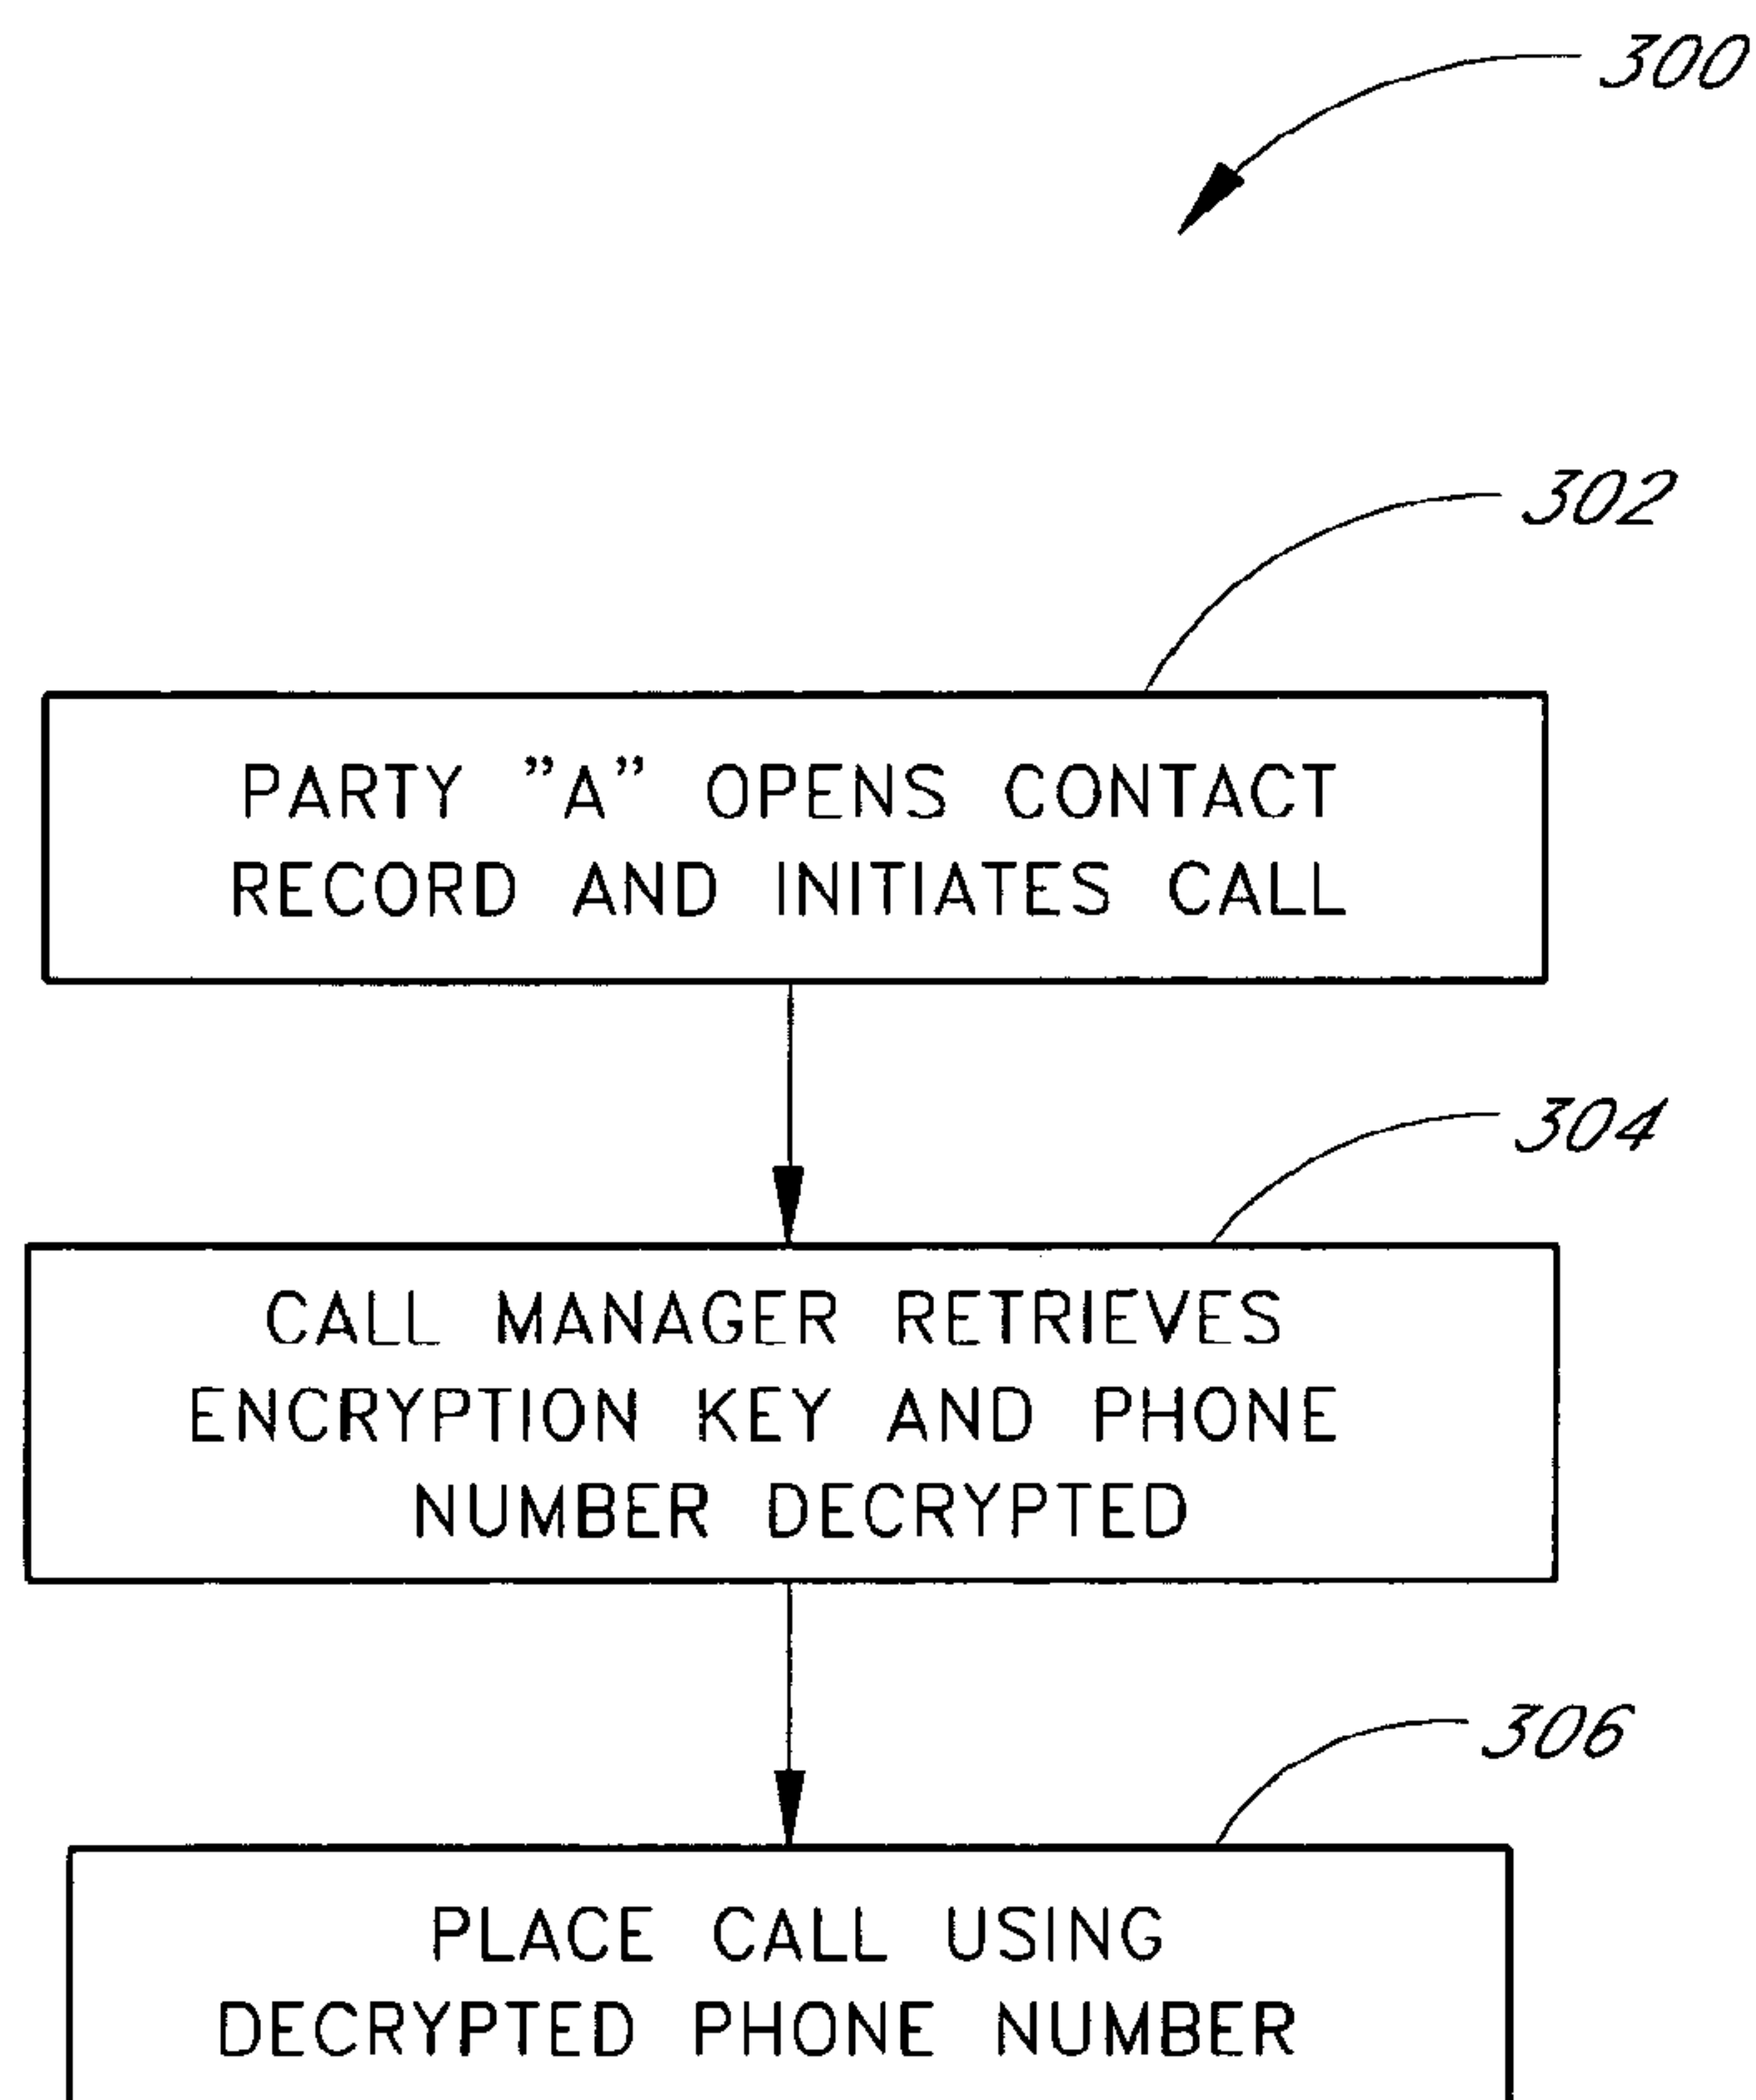 300
302
PARTY ”A” OPENS CONTACT
RECORD AND INITIATES CALL
304
CALL MANAGER RETRIEVES
ENCRYPTION KEY AND PHONE
NUMBER DECRYPTED
306
PLACE CALL USING
DECRYPTED PHONE NUMBER